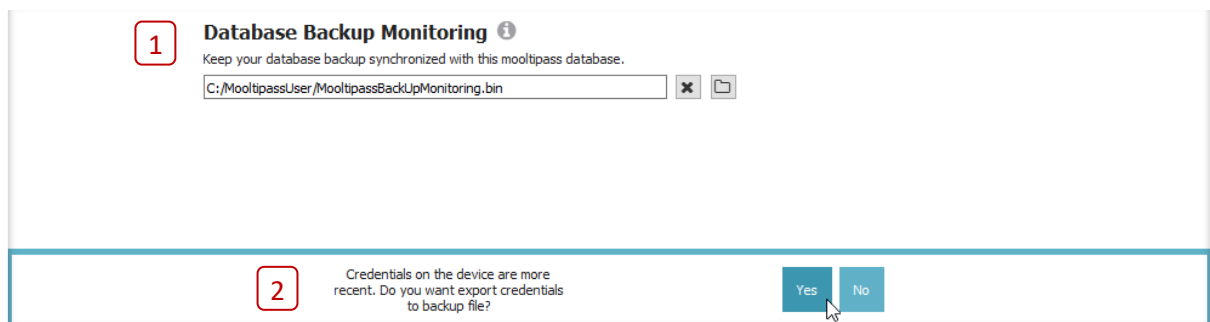 1
Database Backup Monitoring i
Keep your database backup synchronized with this mooltipass database.
C:/MooltipassUser/MooltipassBackUpMonitoring.bin
2
Credentials on the device are more
recent. Do you want export credentials
to backup file?
Yes No